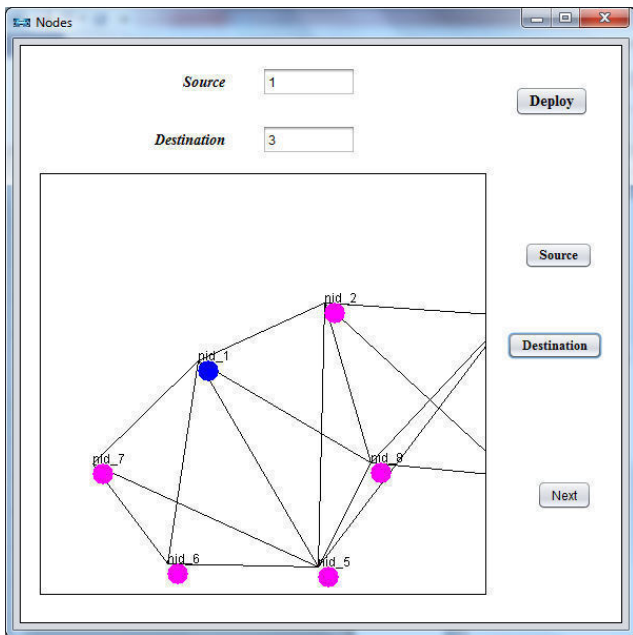 Nodes
Source 1
Deploy
Destination 3
Source
nid_2
Destination
nid_1
nid_8
nid_7
Next
nid_6
nid_5